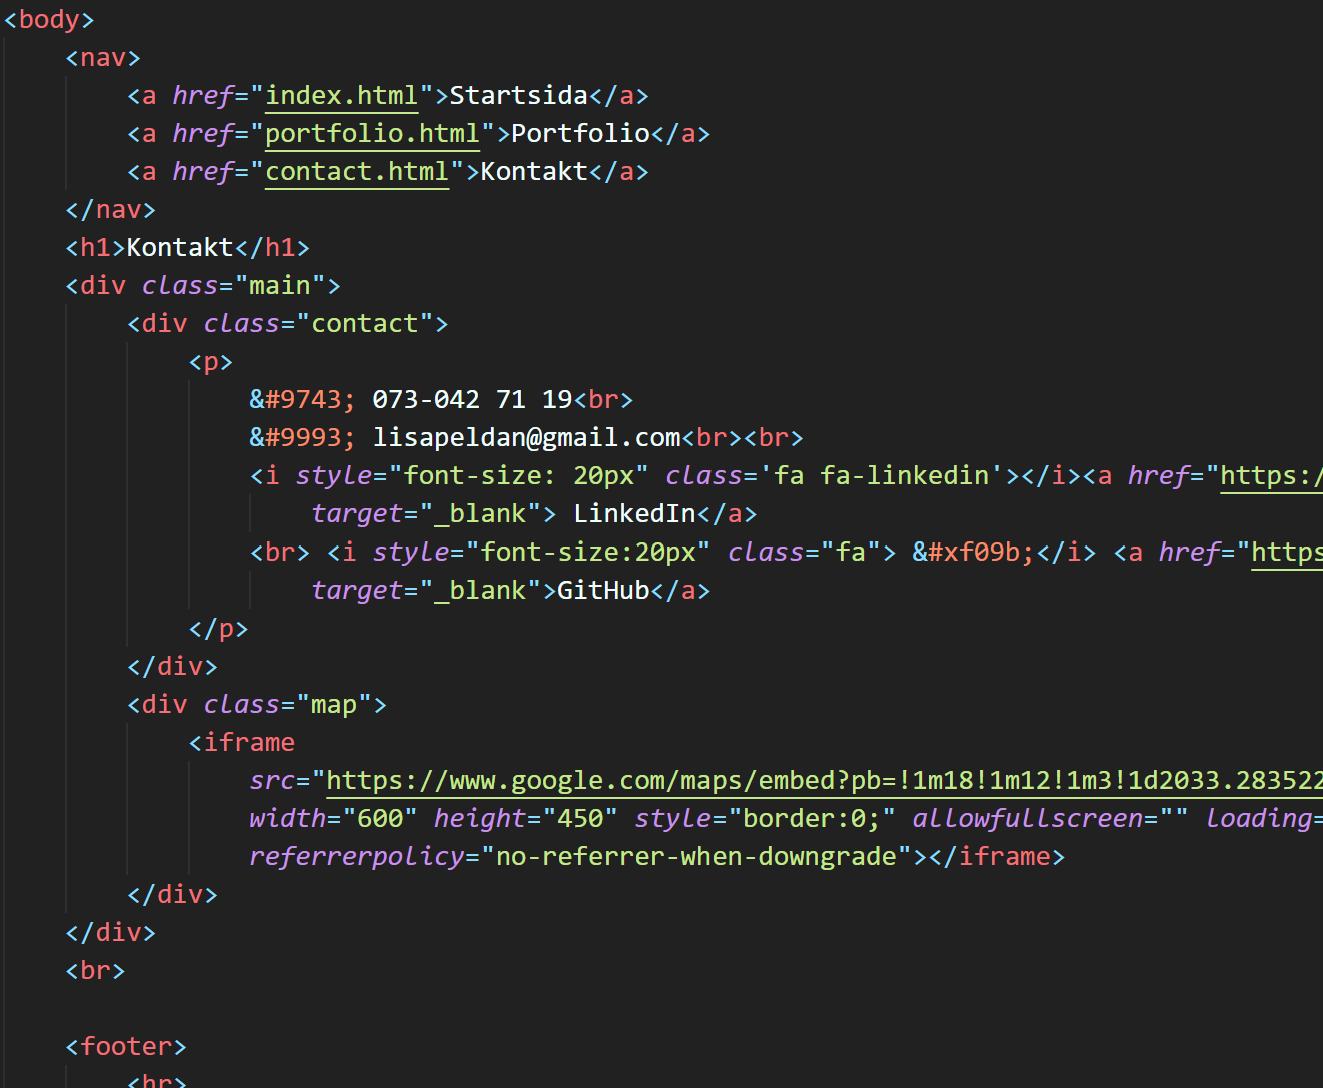 <body>
<nav>
<a href="index.html">Startsida</a>
<a href="portfolio.html">Portfolio</a>
<a href="contact.html">Kontakt</a>
</nav>
<h1>Kontakt</h1>
<div class="main">
<div class="contact">
<p>
&#9743; 073-042 71 19<br>
&#9993; lisapeldan@gmail.com<br><br>
<i style="font-size: 20px" class='fa fa-linkedin'></i><a href="https:/
target="_blank"> LinkedIn</a>
<br> <i style="font-size:20px" class="fa"> &#xf09b;</i> <a href="https
target="_blank">GitHub</a>
</p>
</div>
<div class="map">
<iframe
src="https://www.google.com/maps/embed?pb=!1m18!1m12!1m3!1d2033.283522
width="600" height="450" style="border:0;" allowfullscreen="" loading=
referrerpolicy="no-referrer-when-downgrade"></iframe>
</div>
</div>
<br>
<footer>
<hr>